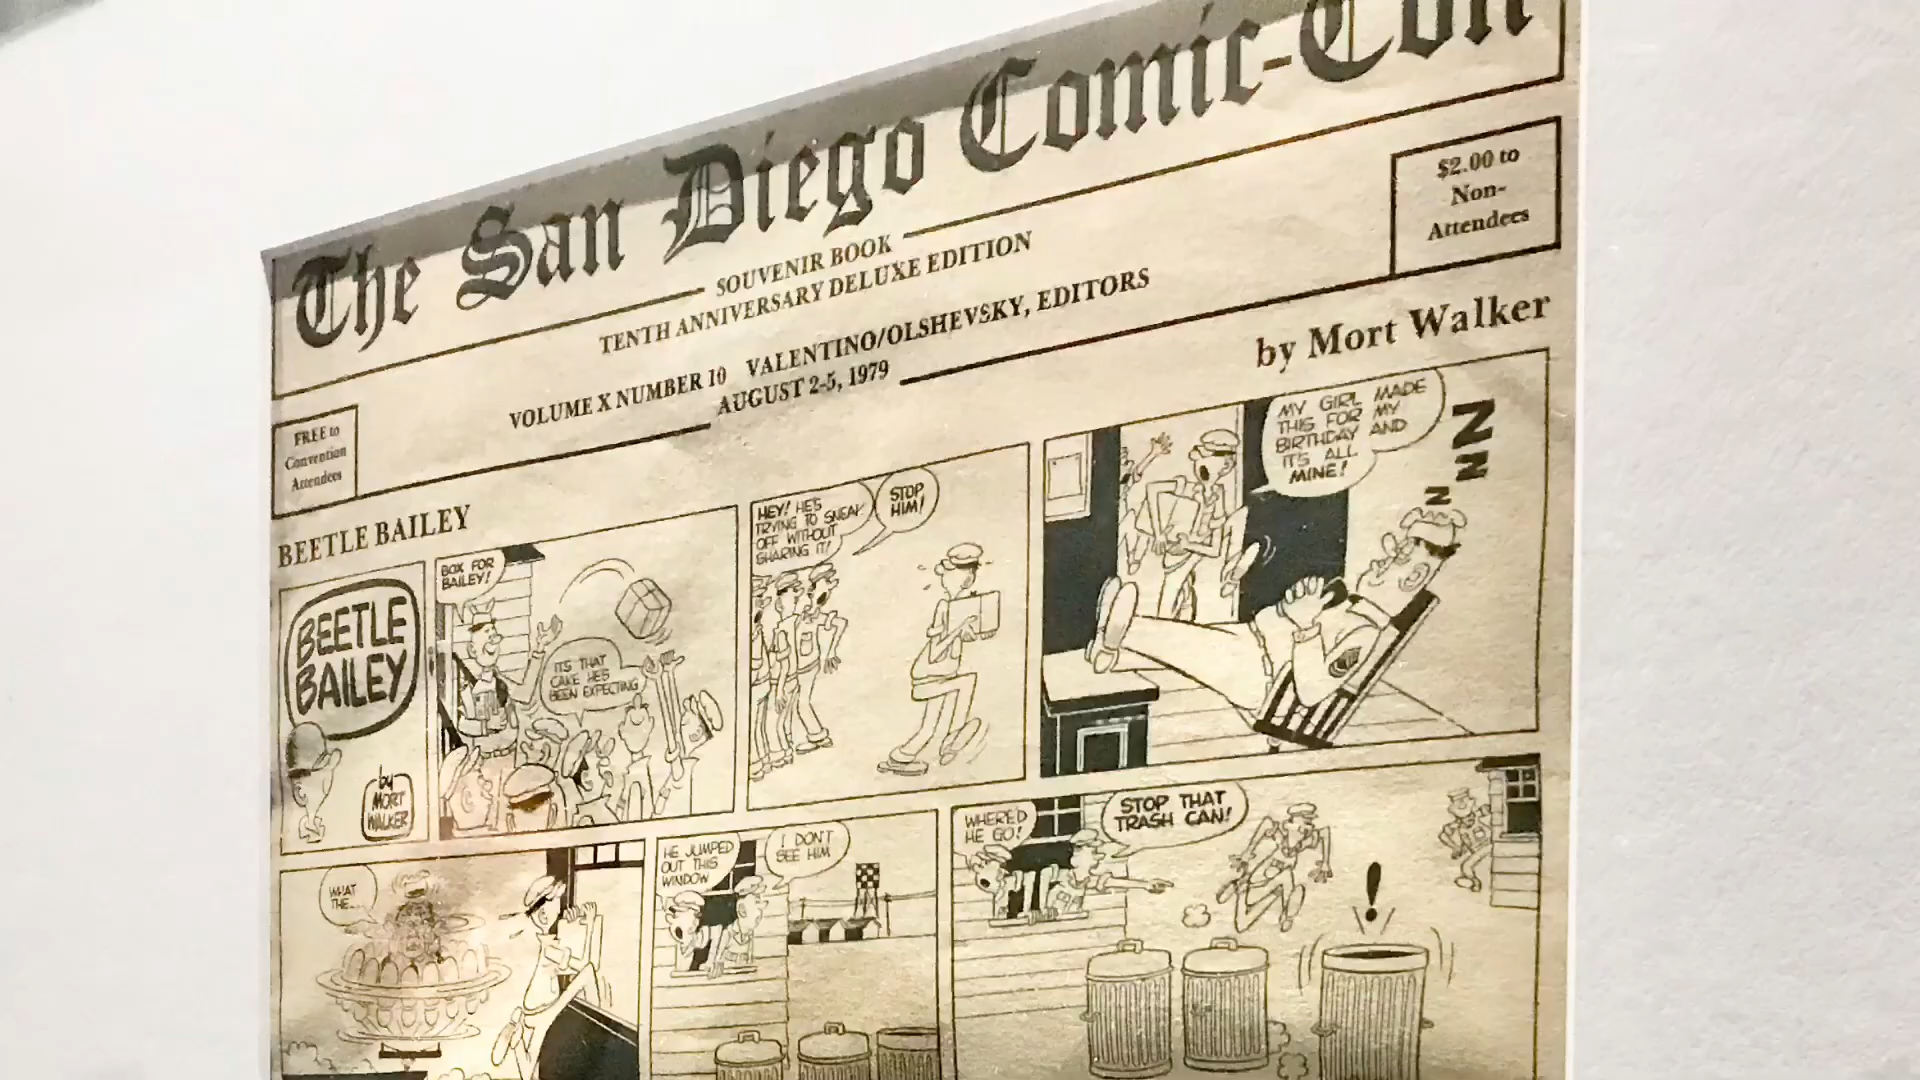 The San Diego Comic-Con
SOUVENIR BOOK
TENTH ANNIVERSARY DELUXE EDITION
$2.00 to
Non-
Attendees
VOLUME X NUMBER 10 VALENTINO/OLSHEVSKY, EDITORS
AUGUST 2-5, 1979
FREE to
Convention
Attendees
BEETLE BAILEY
by Mort Walker
BEETLE
BAILEY
by
MORT
WALKER
BOX FOR
BAILEY!
ITS THAT
CAKE HE'S
BEEN EXPECTING
HEY! HE'S
TRYING TO SNEAK
OFF WITHOUT
SHARING IT!
STOP
HIM!
MY GIRL MADE
THIS FOR MY
BIRTHDAY AND
IT'S ALL
MINE!
Z
Z
Z
WHAT
THE...
HE JUMPED
OUT THIS
WINDOW
I DON'T
SEE HIM
WHERE'D
HE GO!
STOP THAT
TRASH CAN!
!